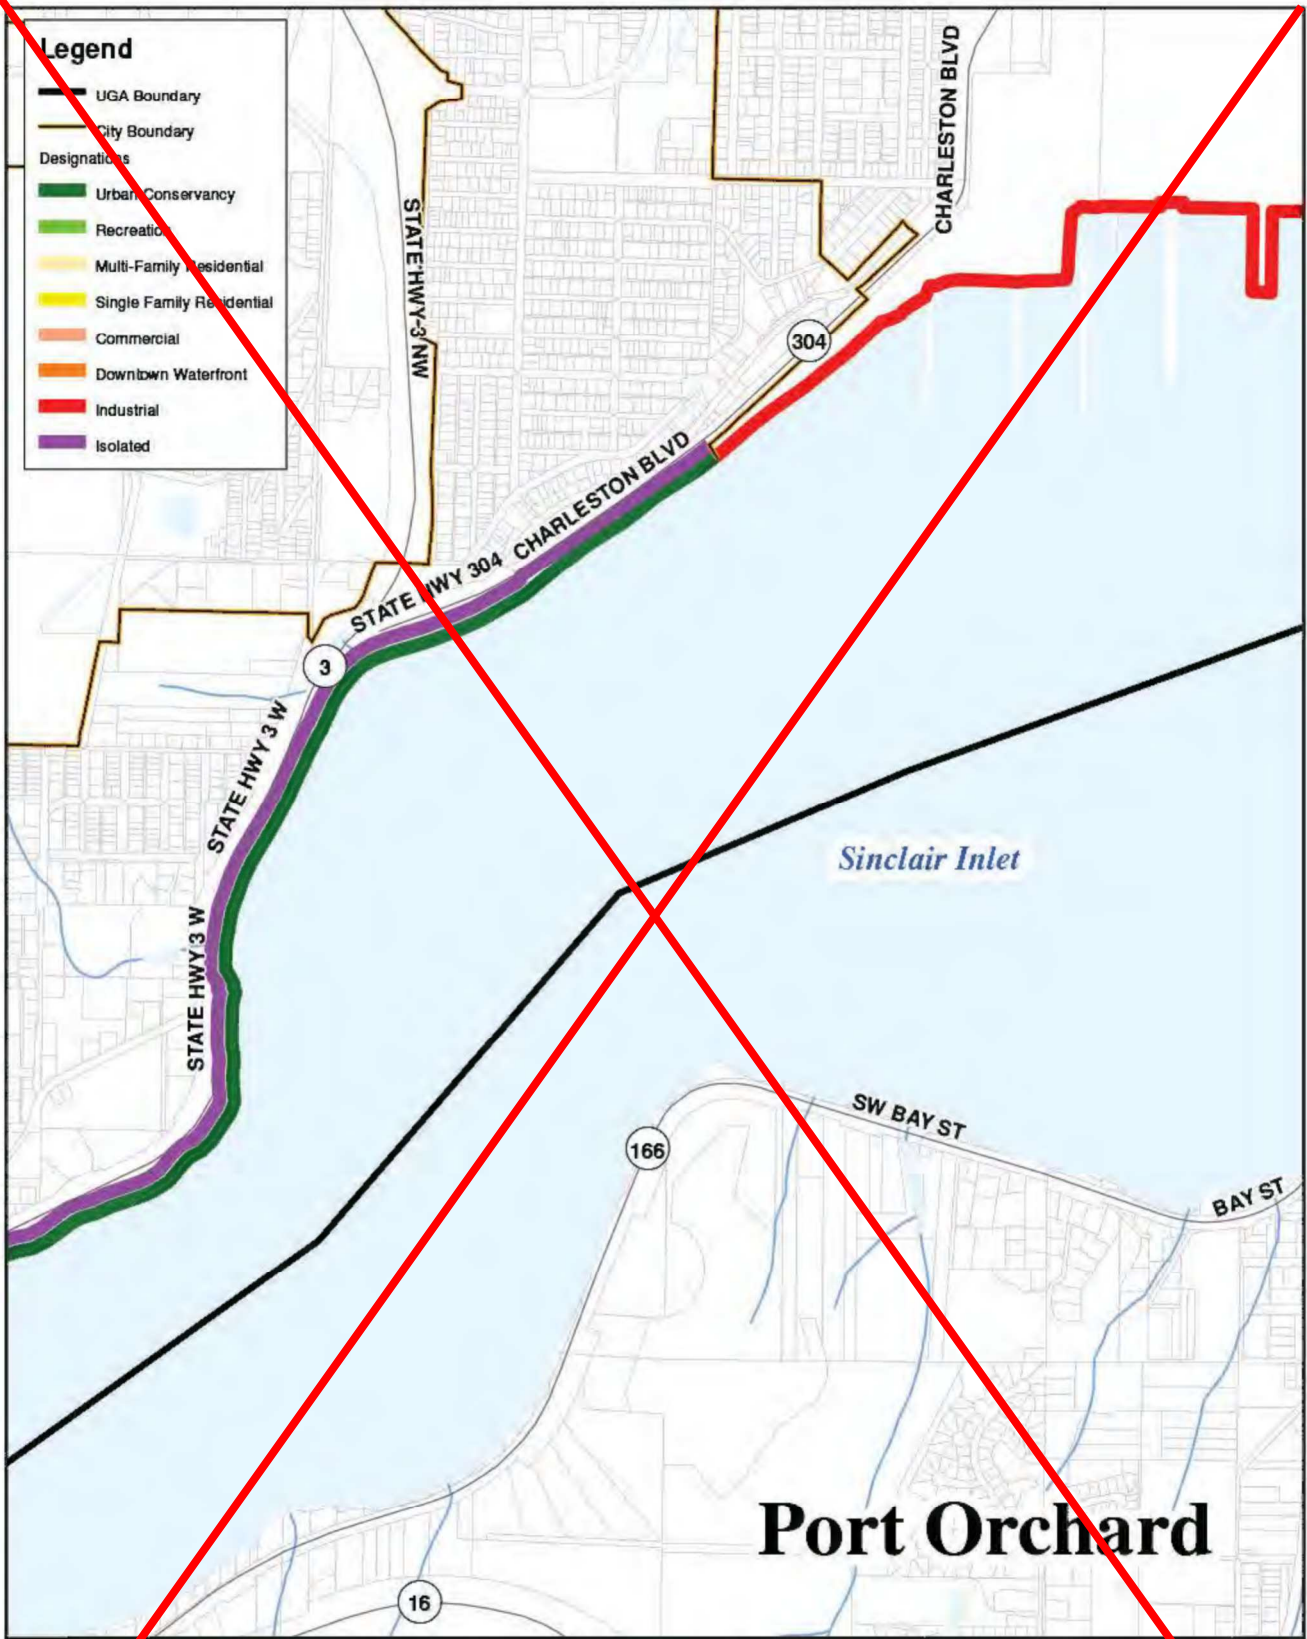 Legend
UGA Boundary
City Boundary
Designations
Urban Conservancy
Recreation
Multi-Family Residential
Single Family Residential
Commercial
Downtown Waterfront
Industrial
Isolated
CHARLESTON BLVD
STATE HWY 3 NW
304
CHARLESTON BLVD
STATE HWY 304
3
STATE HWY 3 W
Sinclair Inlet
STATE HWY 3 W
SW BAY ST
166
BAY ST
Port Orchard
16